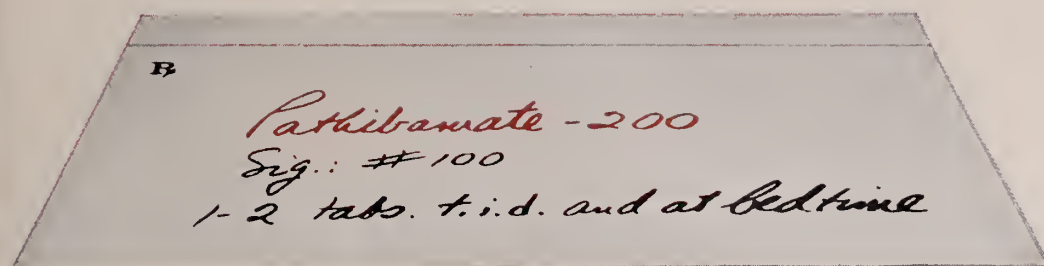 ℞
Pathibamate - 200
Sig.: # 100
1-2 tabs. t.i.d. and at bedtime